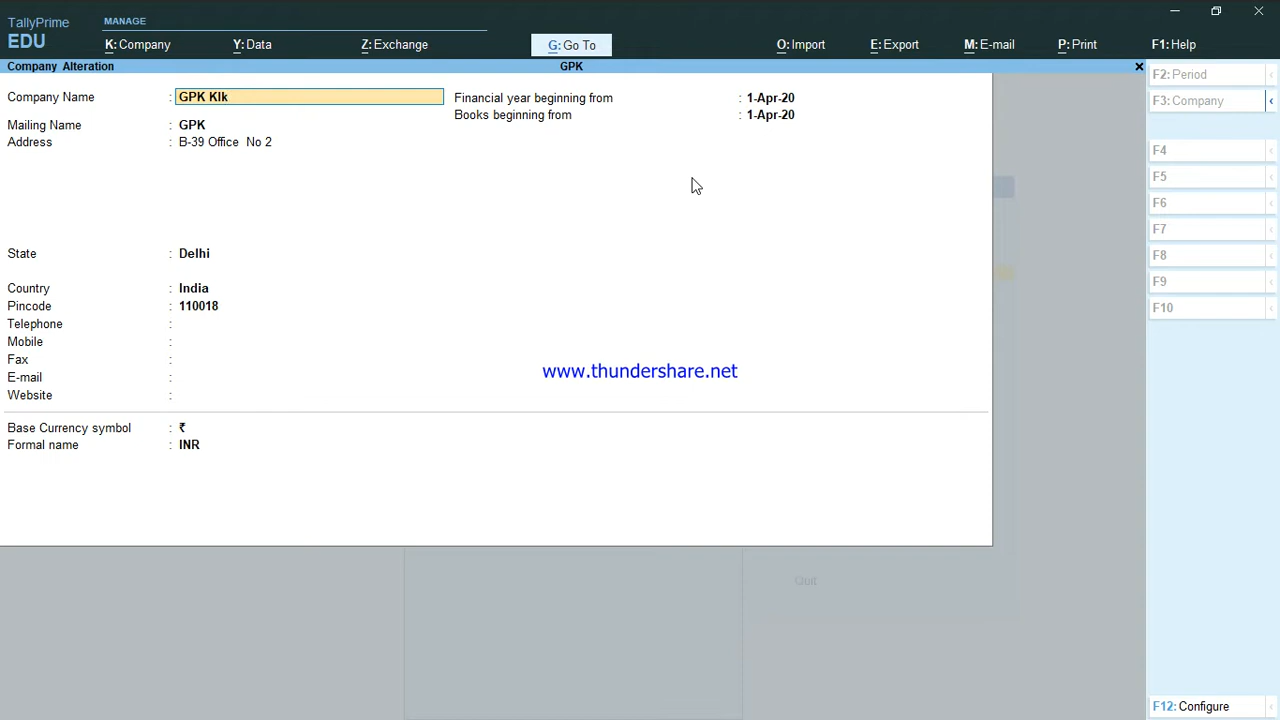 TallyPrime
EDU
MANAGE
K: Company
Y: Data
Z: Exchange
G: Go To
O: Import
E: Export
M: E-mail
P: Print
F1: Help
Company Alteration
GPK
F2: Period
F3: Company
F4
F5
F6
F7
F8
F9
F10
F12: Configure
Company Name : GPK Klk
Financial year beginning from : 1-Apr-20
Books beginning from : 1-Apr-20
Mailing Name : GPK
Address : B-39 Office No 2
State : Delhi
Country : India
Pincode : 110018
Telephone :
Mobile :
Fax :
E-mail :
Website :
www.thundershare.net
Base Currency symbol : ₹
Formal name : INR
Quit